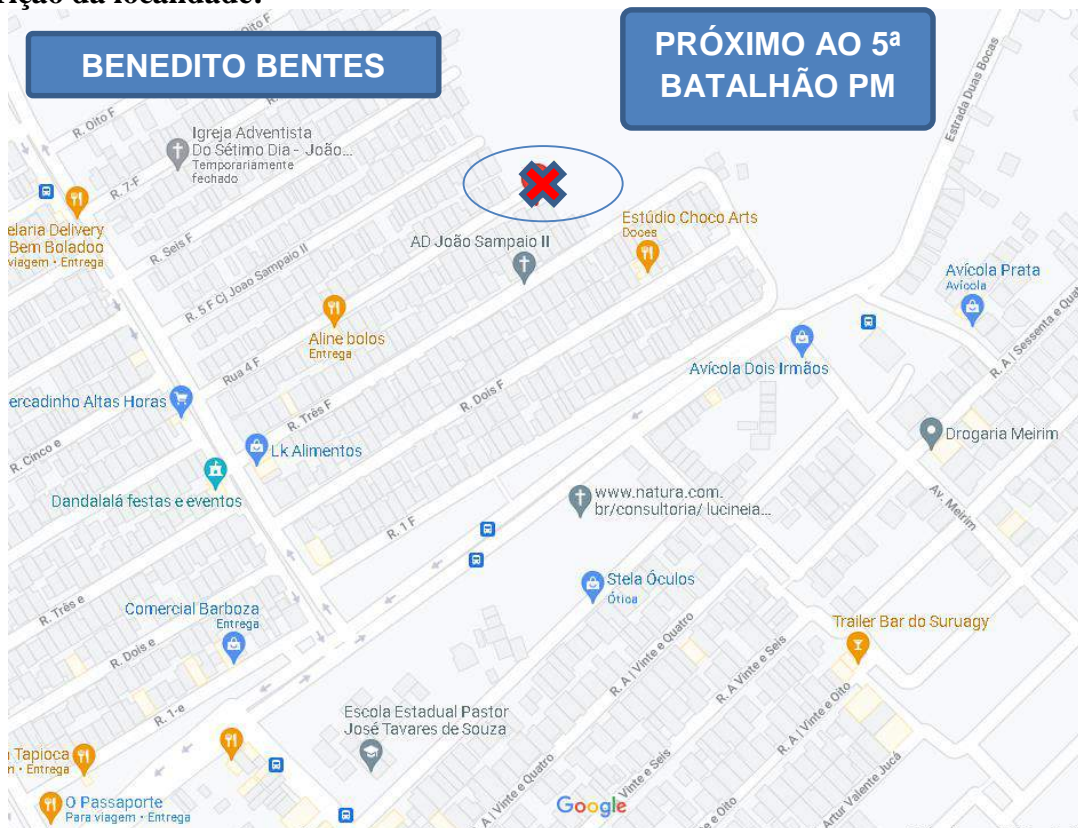 rição da localidade:
BENEDITO BENTES
PRÓXIMO AO 5ª
BATALHÃO PM
Estrada Duas Bocas
R. Oito F
Igreja Adventista
Do Sétimo Dia - João...
Temporariamente
fechado
R. 7-F
elaria Delivery
Bem Boladoo
viagem • Entrega
R. Seis F
R. 5 F Cj Joao Sampaio II
AD João Sampaio II
Estúdio Choco Arts
Doces
Avícola Prata
Avícola
Aline bolos
Entrega
Rua 4 F
Avícola Dois Irmãos
R. A | Sessenta e Quat
ercadinho Altas Horas
R. Três F
R. Dois F
R. Cinco e
Lk Alimentos
Drogaria Meirim
Dandalalá festas e eventos
www.natura.com.
br/consultoria/ lucineia...
Av. Meirim
R. 1 F
Stela Óculos
Ótica
R. Três e
Comercial Barboza
Entrega
Trailer Bar do Suruagy
R. Dois e
R. A | Vinte e Quatro
R. A Vinte e Seis
R. 1-e
Escola Estadual Pastor
José Tavares de Souza
R. A | Vinte e Oito
Tapioca
Entrega
O Passaporte
Para viagem • Entrega
A | Vinte e Quatro
Vinte e Seis
e Oito
Artur Valente Jucá
Google